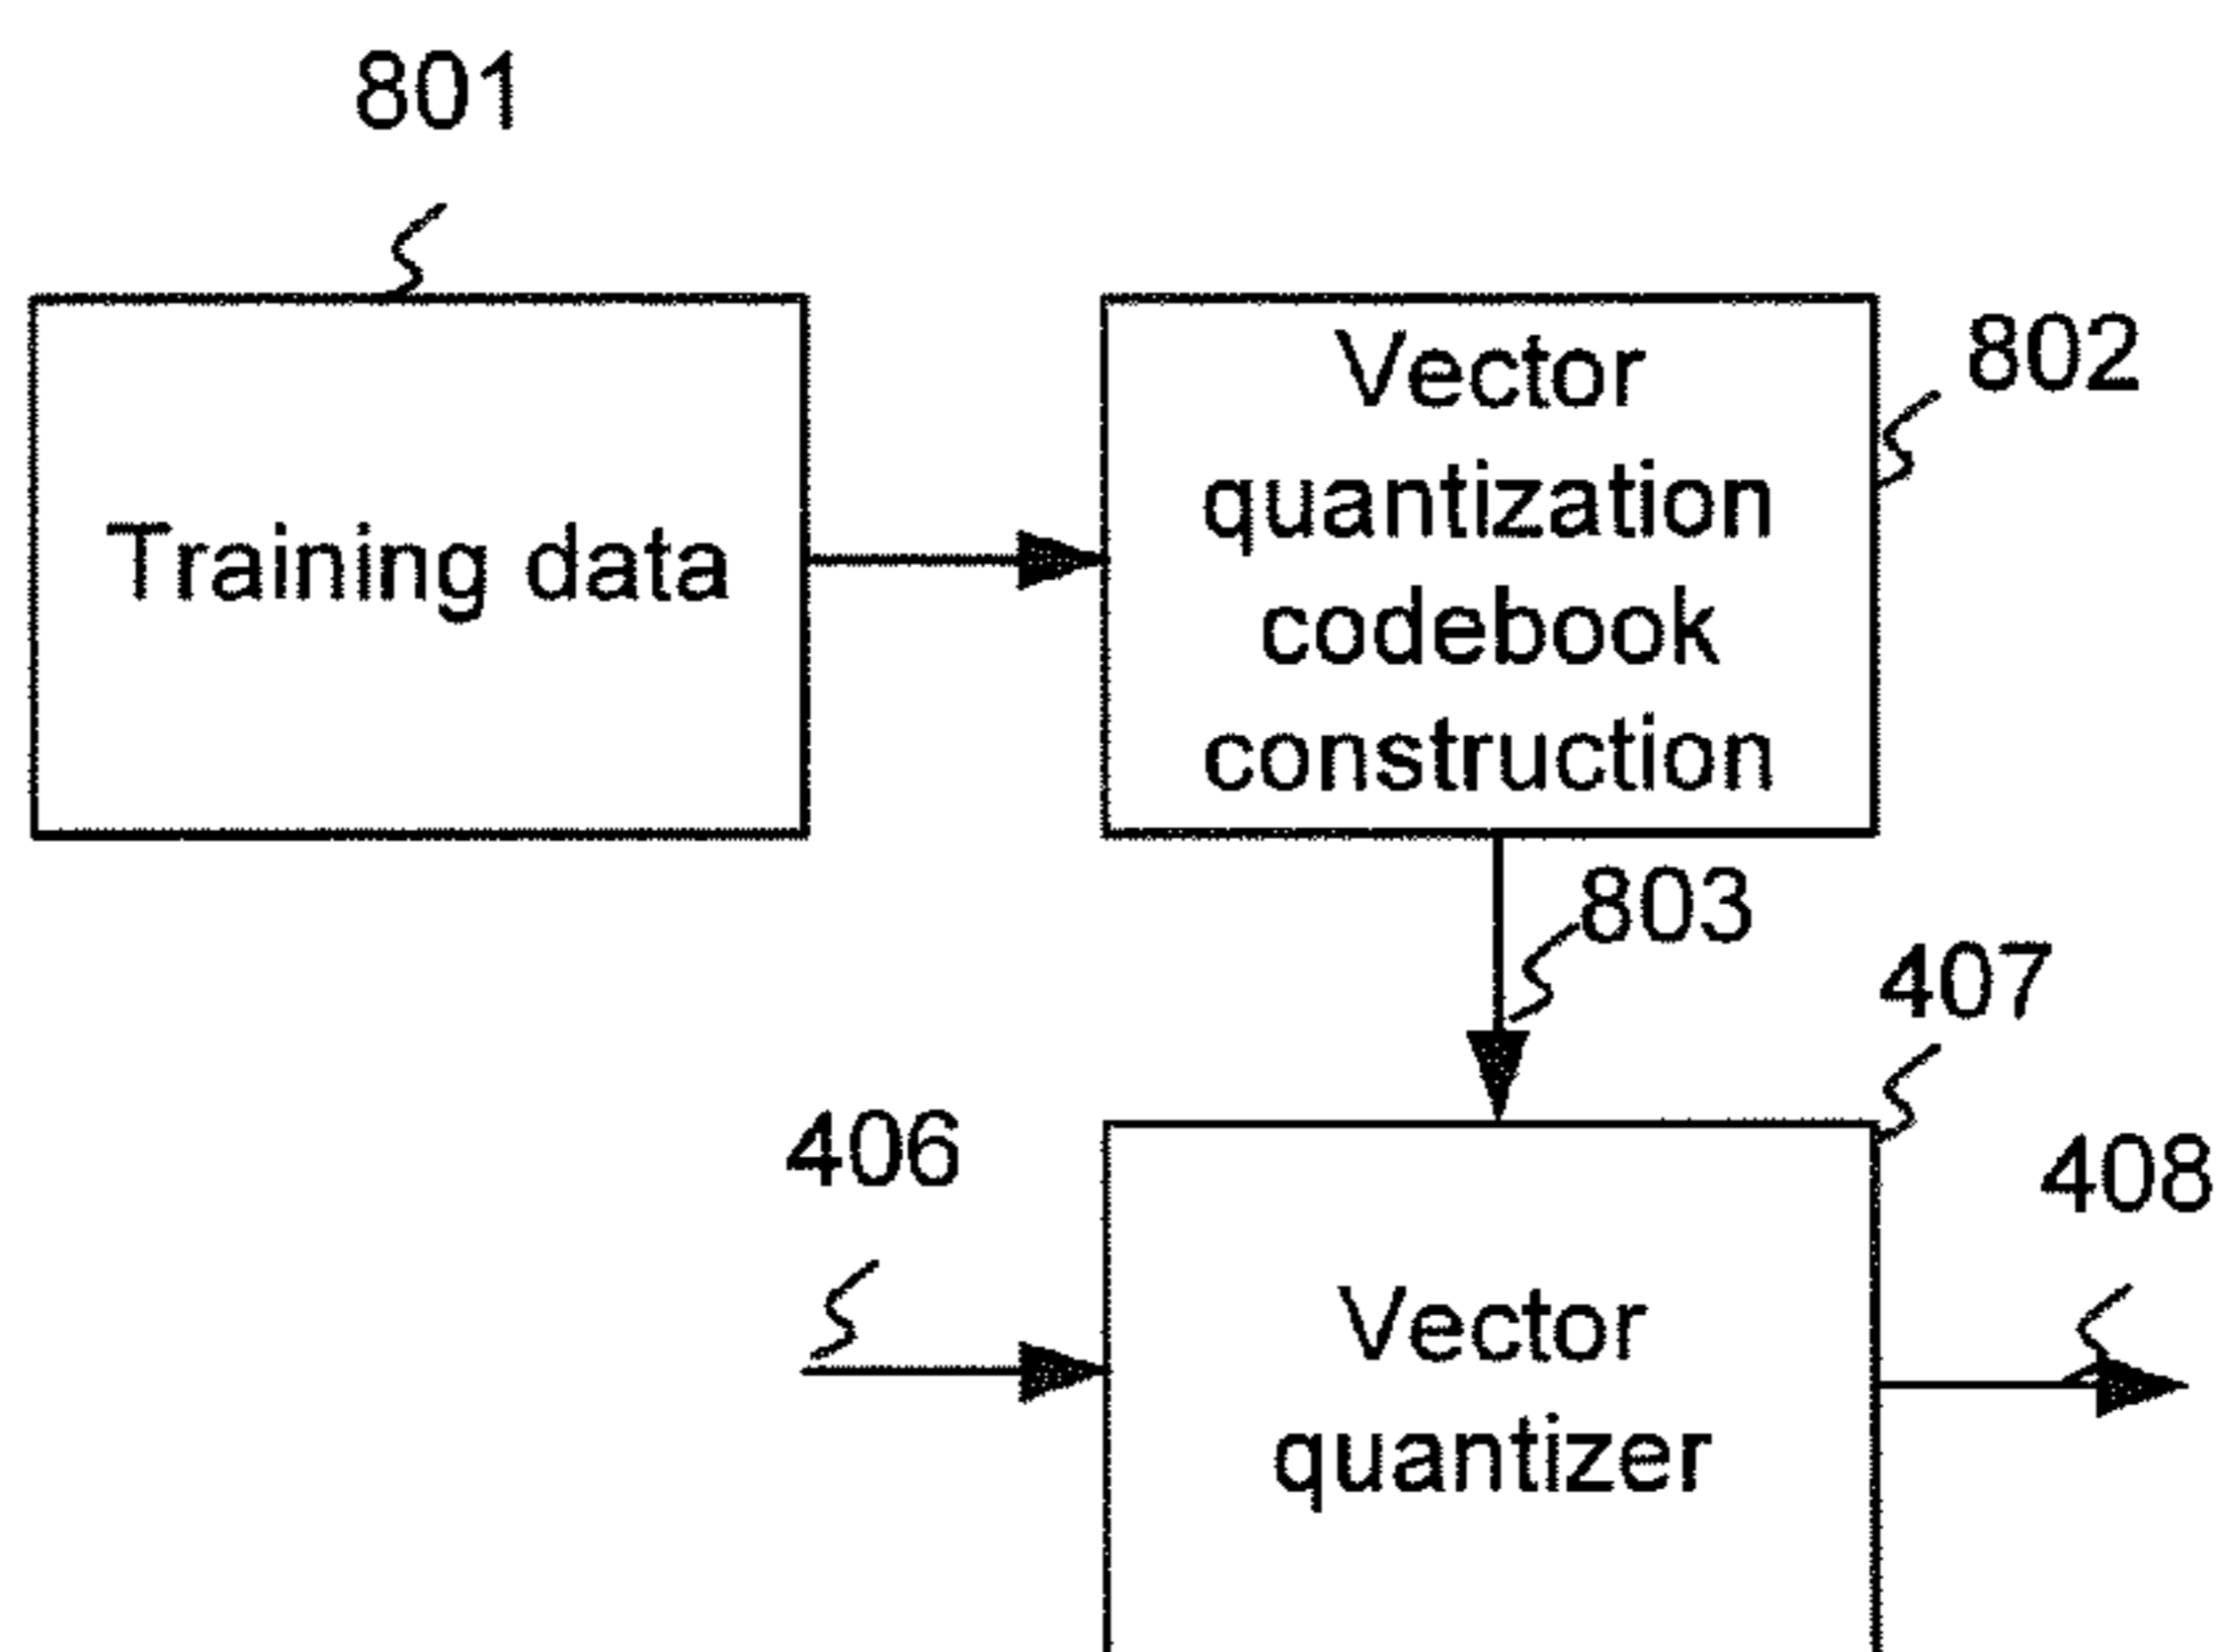 801
Training data
Vector
quantization
codebook
construction
802
803
407
406
408
Vector
quantizer